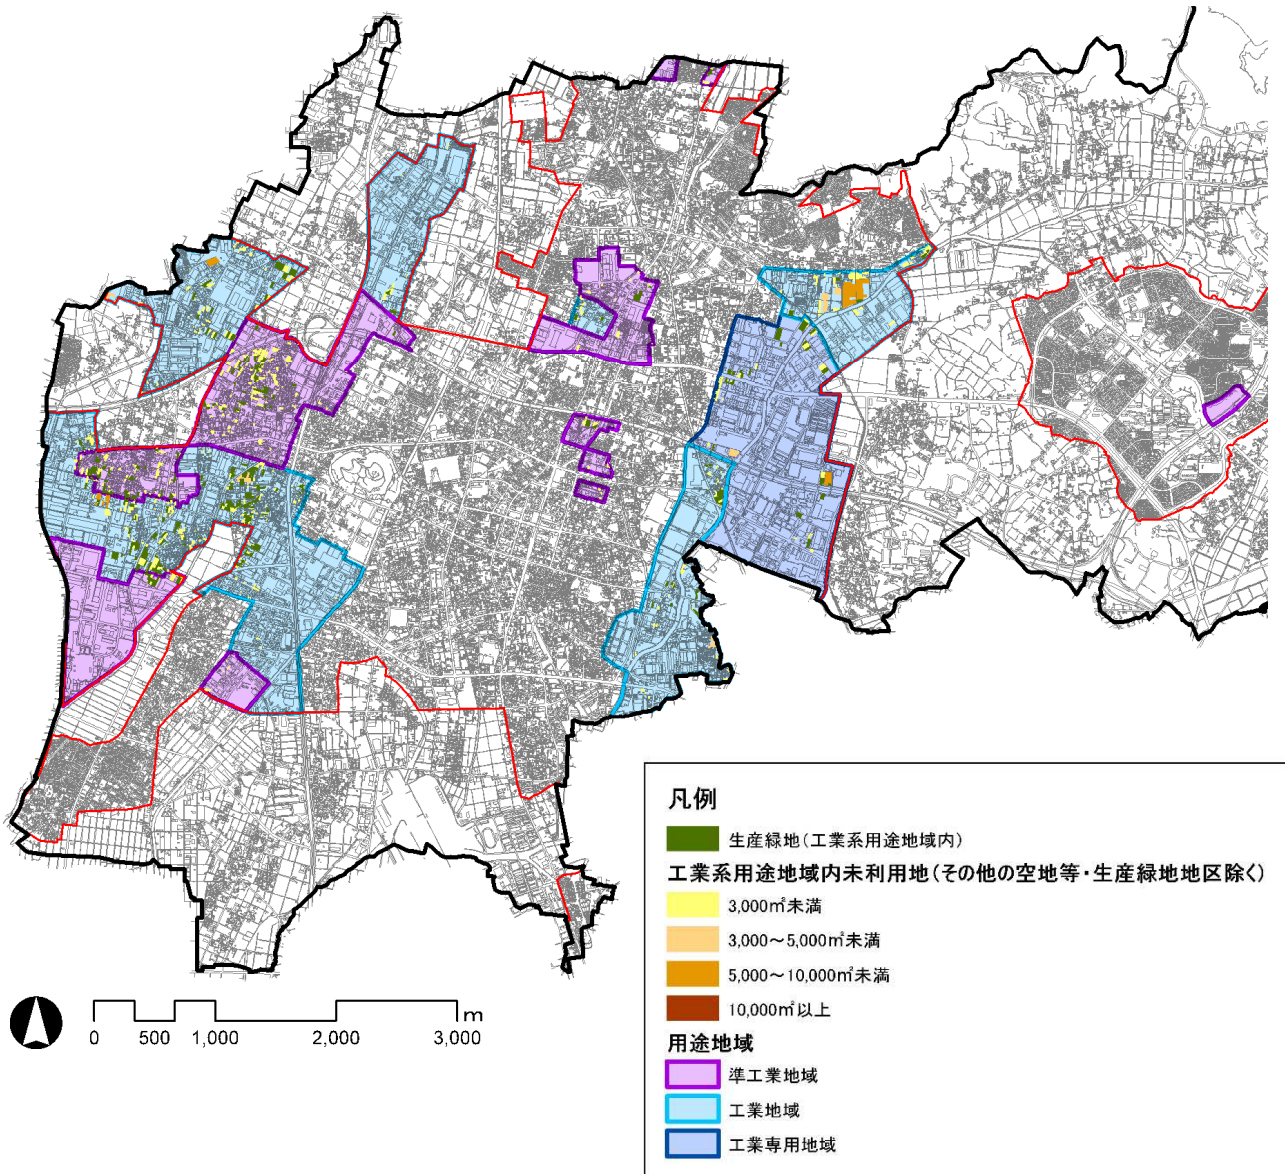 凡例
生産緑地(工業系用途地域内)
工業系用途地域内未利用地(その他の空地等・生産緑地地区除く)
3,000㎡未満
3,000～5,000㎡未満
5,000～10,000㎡未満
10,000㎡以上
用途地域
準工業地域
工業地域
工業専用地域
m
0 500 1,000 2,000 3,000